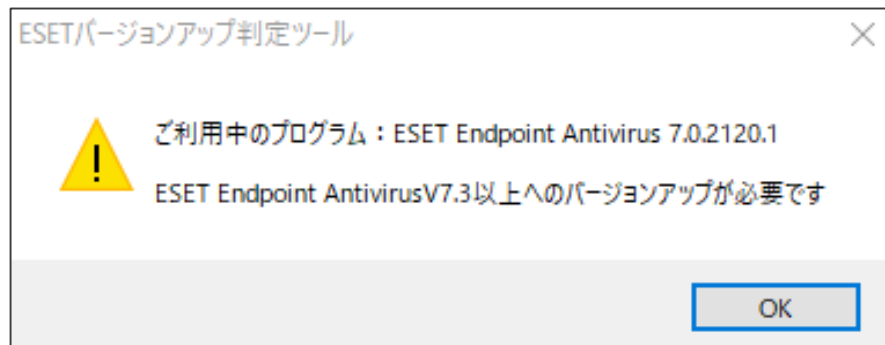 ESETバージョンアップ判定ツール
ご利用中のプログラム：ESET Endpoint Antivirus 7.0.2120.1
ESET Endpoint AntivirusV7.3以上へのバージョンアップが必要です
OK